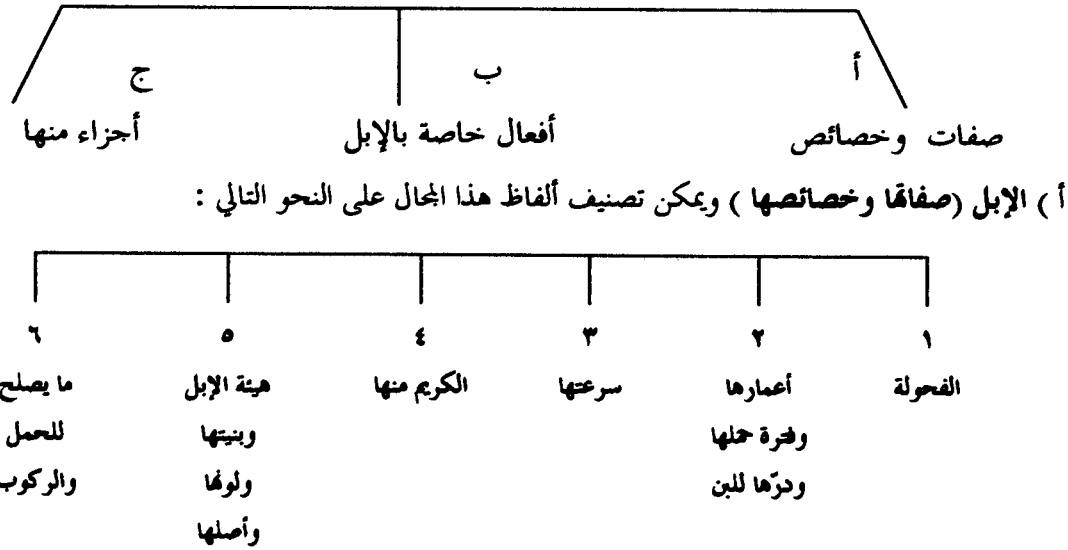 أ ب ج
صفات وخصائص أفعال خاصة بالإبل أجزاء منها
أ ) الإبل (صفاتها وخصائصها ) ويمكن تصنيف ألفاظ هذا المجال على النحو التالي :
١ ٢ ٣ ٤ ٥ ٦
الفحولة أعمارها سرعتها الكريم منها هيئة الإبل ما يصلح
وفترة حملها وبنيتها للحمل
ودرّها للبن ولونها والركوب
وأصلها